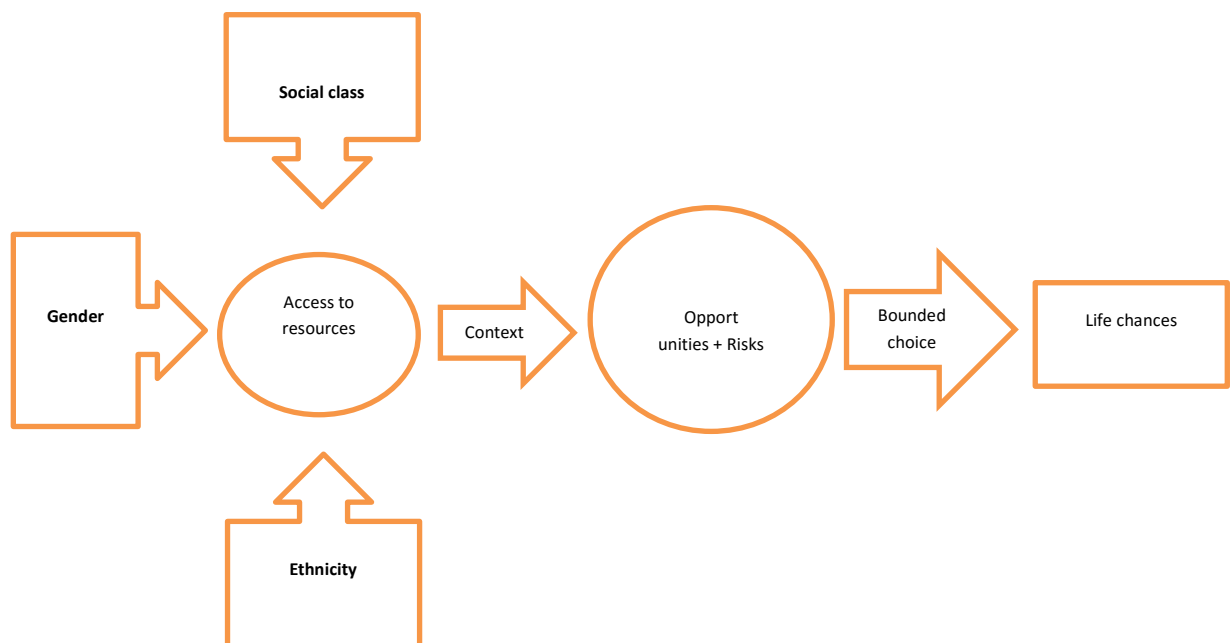 Social class
Gender
Access to
resources
Context
Opport
unities + Risks
Bounded
choice
Life chances
Ethnicity